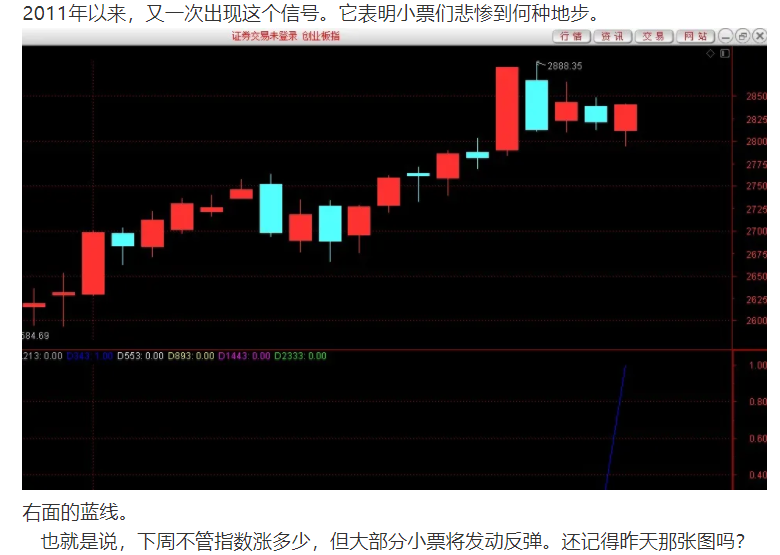 2011年以来，又一次出现这个信号。它表明小票们悲惨到何种地步。
证券交易未登录 创业板指
行情 资讯 交易 网站
2888.35
2850
2825
2800
2775
2750
2725
2700
2675
2650
2625
2600
584.69
213: 0.00 D343: 1.00 D553: 0.00 D893: 0.00 D1443: 0.00 D2333: 0.00
1.00
0.80
0.60
0.40
右面的蓝线。
也就是说，下周不管指数涨多少，但大部分小票将发动反弹。还记得昨天那张图吗？